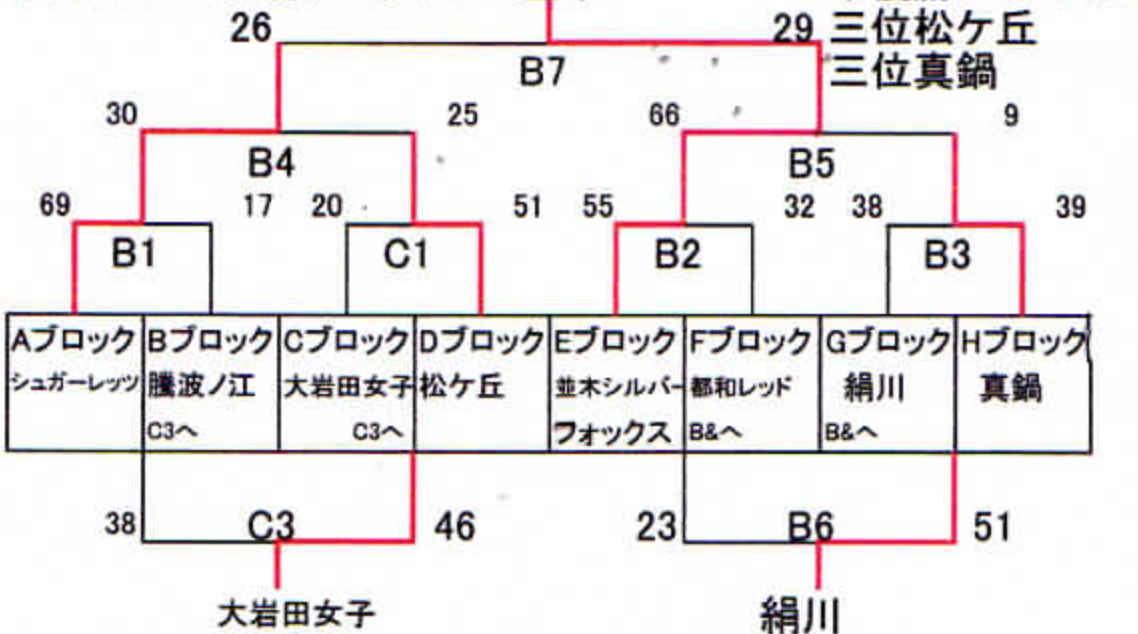 26
29 三位松ケ丘
B7
三位真鍋
30
25
66
9
B4
B5
69
17
20
51
55
32
38
39
B1
C1
B2
B3
Aブロック
Bブロック
Cブロック
Dブロック
Eブロック
Fブロック
Gブロック
Hブロック
シュガーレッツ
騰波ノ江
大岩田女子
松ケ丘
並木シルバー
都和レッド
絹川
真鍋
C3へ
C3へ
フォックス
B&へ
B&へ
38
C3
46
23
B6
51
大岩田女子
絹川